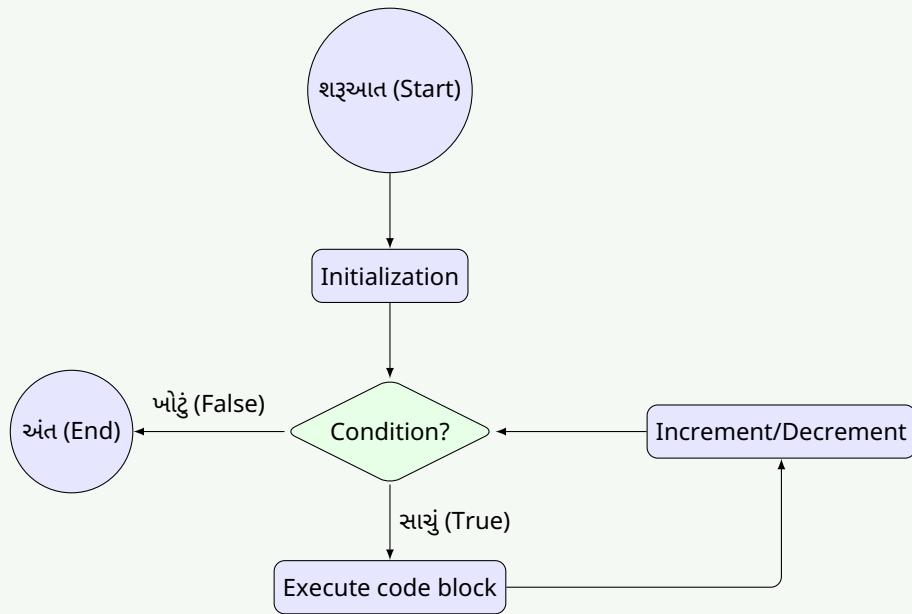 શરૂઆત (Start)
Initialization
Condition?
ખોટું (False)
અંત (End)
સાચું (True)
Execute code block
Increment/Decrement